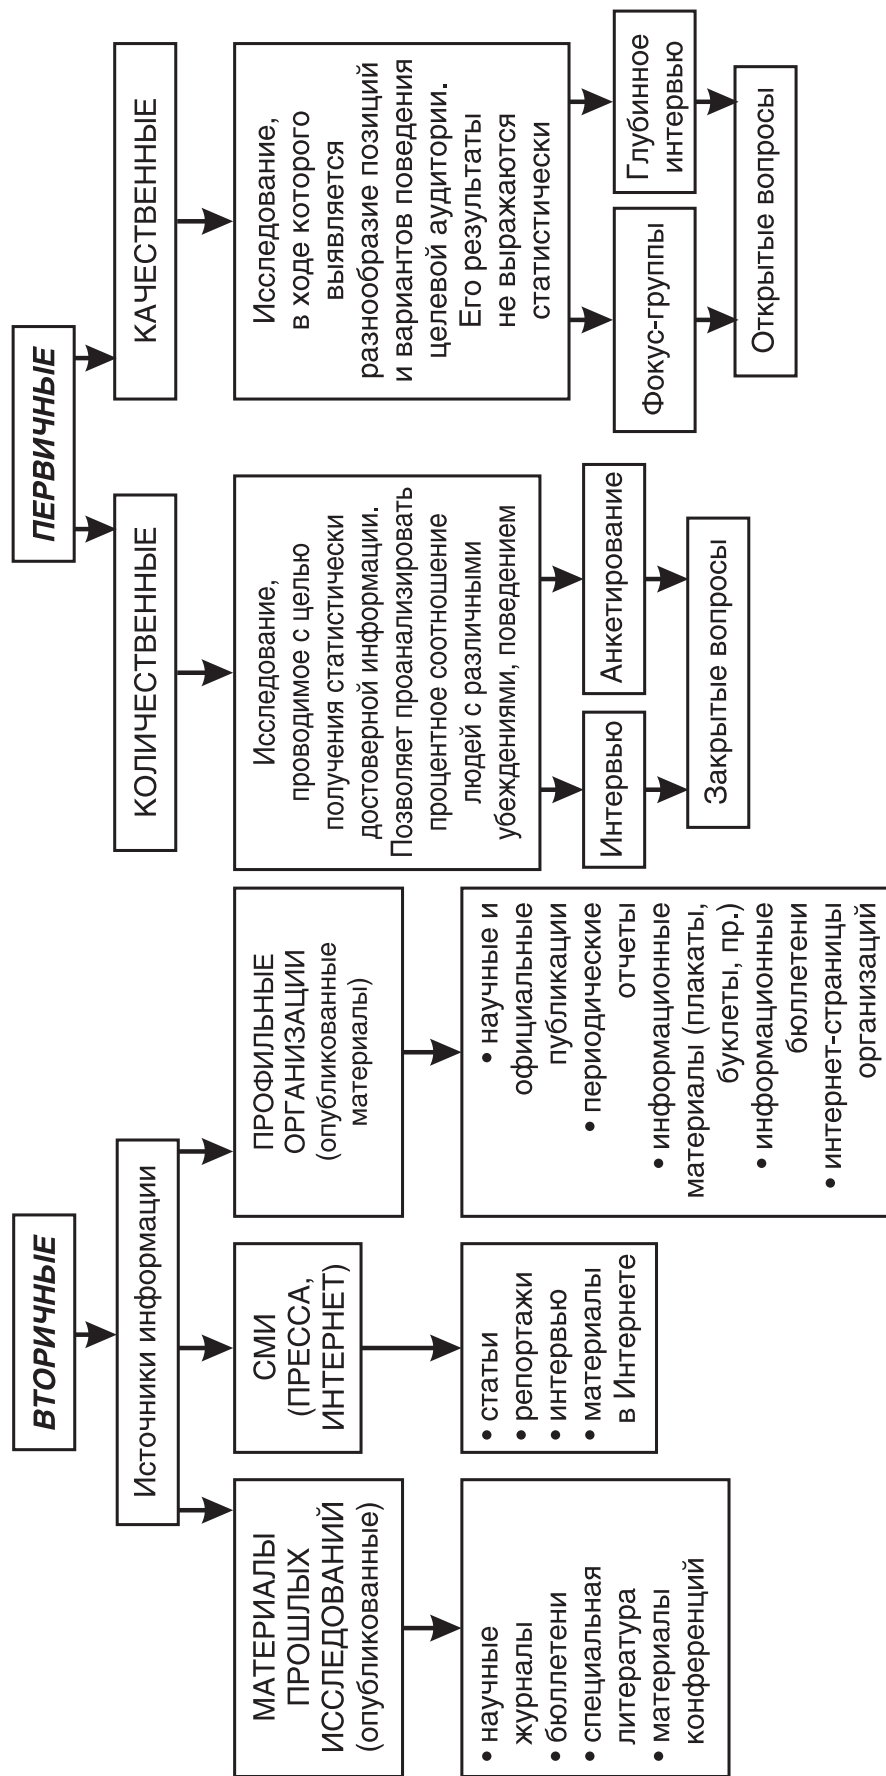 ВТОРИЧНЫЕ
Источники информации
МАТЕРИАЛЫ
ПРОШЛЫХ
ИССЛЕДОВАНИЙ
(опубликованные)
• научные
журналы
• бюллетени
• специальная
литература
• материалы
конференций
СМИ
(ПРЕССА,
ИНТЕРНЕТ)
• статьи
• репортажи
• интервью
• материалы
в Интернете
ПРОФИЛЬНЫЕ
ОРГАНИЗАЦИИ
(опубликованные
материалы)
• научные и
официальные
публикации
• периодические
отчеты
• информационные
материалы (плакаты,
буклеты, пр.)
• информационные
бюллетени
• интернет-страницы
организаций
ПЕРВИЧНЫЕ
КОЛИЧЕСТВЕННЫЕ
Исследование,
проводимое с целью
получения статистически
достоверной информации.
Позволяет проанализировать
процентное соотношение
людей с различными
убеждениями, поведением
Интервью
Анкетирование
Закрытые вопросы
КАЧЕСТВЕННЫЕ
Исследование,
в ходе которого
выявляется
разнообразие позиций
и вариантов поведения
целевой аудитории.
Его результаты
не выражаются
статистически
Фокус-группы
Глубинное
интервью
Открытые вопросы